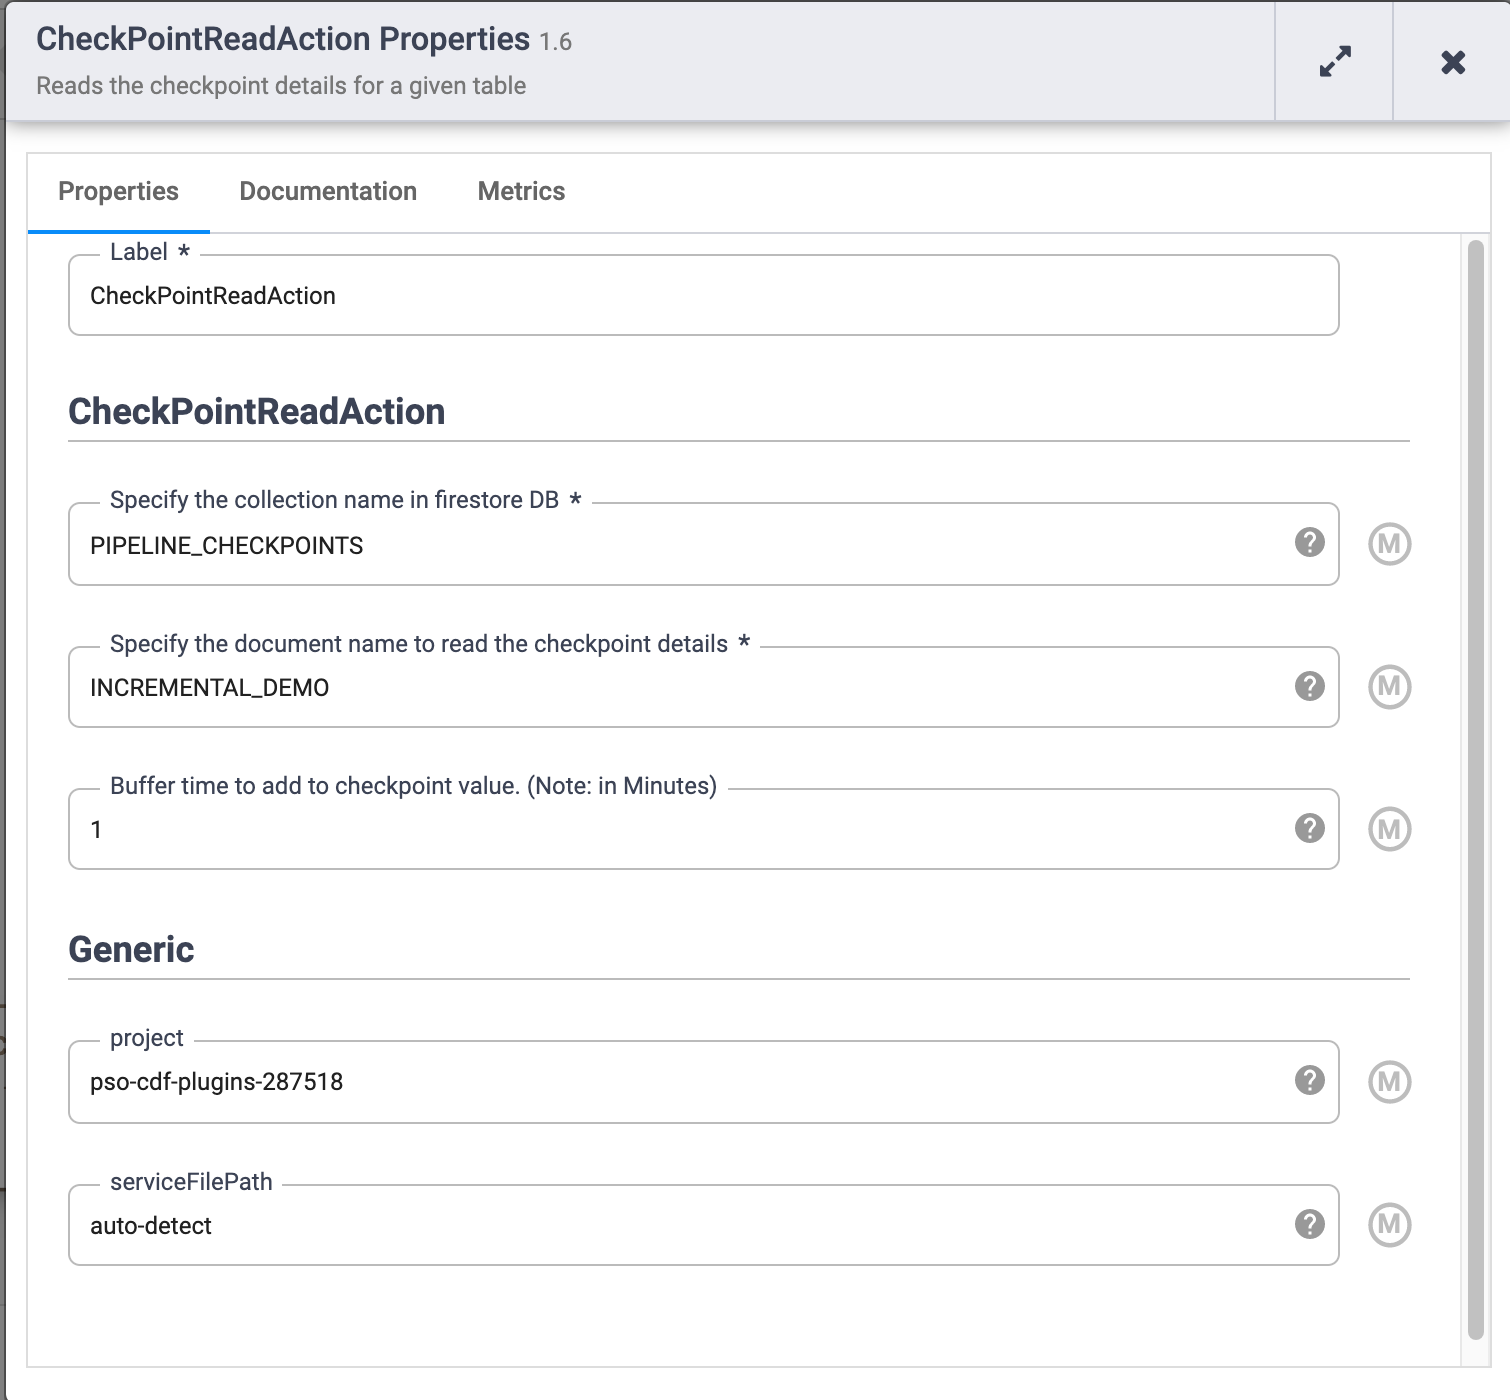 CheckPointReadAction Properties 1.6
Reads the checkpoint details for a given table
Properties Documentation Metrics
Label *
CheckPointReadAction
CheckPointReadAction
Specify the collection name in firestore DB *
PIPELINE_CHECKPOINTS ? M
Specify the document name to read the checkpoint details *
INCREMENTAL_DEMO ? M
Buffer time to add to checkpoint value. (Note: in Minutes)
1 ? M
Generic
project
pso-cdf-plugins-287518 ? M
serviceFilePath
auto-detect ? M